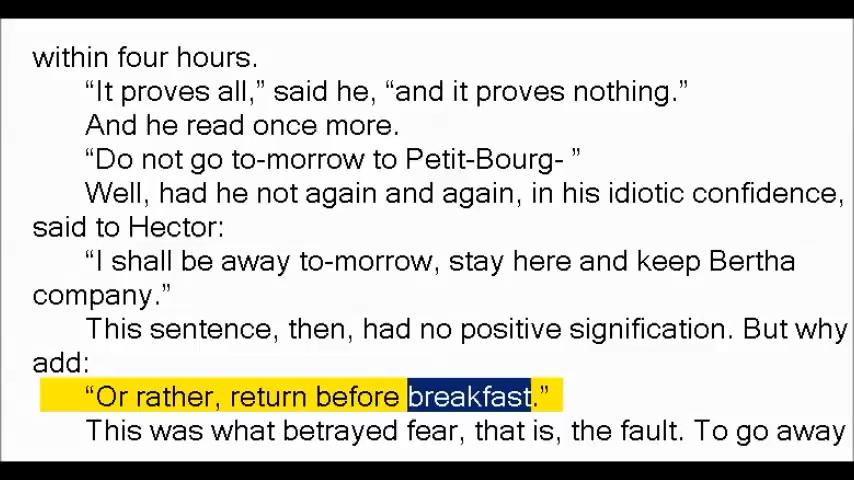 within four hours.
“It proves all,” said he, “and it proves nothing.”
And he read once more.
“Do not go to-morrow to Petit-Bourg- ”
Well, had he not again and again, in his idiotic confidence,
said to Hector:
“I shall be away to-morrow, stay here and keep Bertha
company.”
This sentence, then, had no positive signification. But why
add:
“Or rather, return before breakfast.”
This was what betrayed fear, that is, the fault. To go away